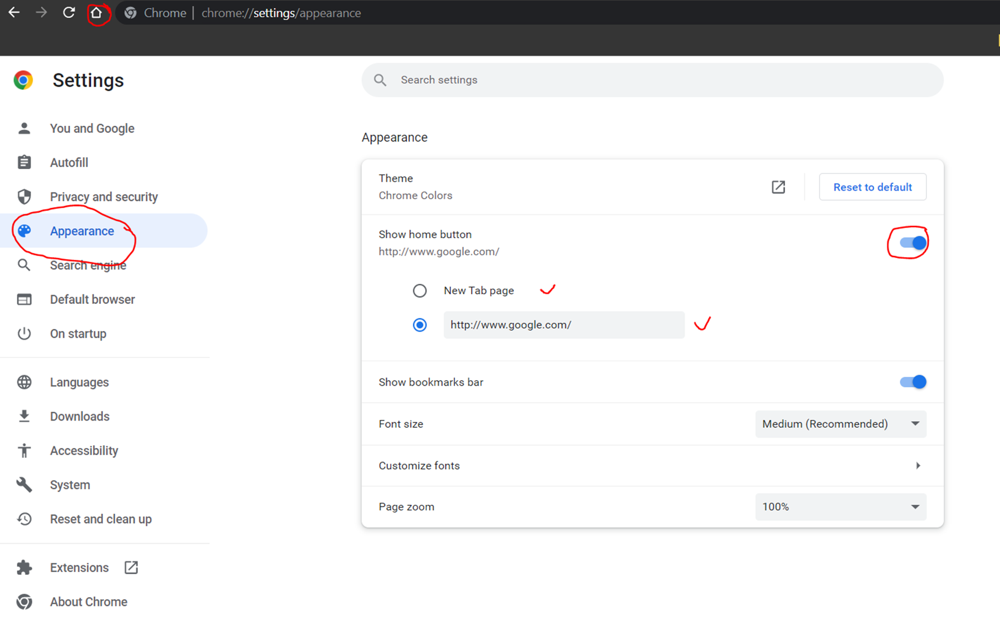 Chrome | chrome://settings/appearance
Settings
Search settings
You and Google
Autofill
Privacy and security
Appearance
Search engine
Default browser
On startup
Languages
Downloads
Accessibility
System
Reset and clean up
Extensions
About Chrome
Appearance
Theme
Chrome Colors
Reset to default
Show home button
http://www.google.com/
New Tab page
http://www.google.com/
Show bookmarks bar
Font size
Medium (Recommended)
Customize fonts
Page zoom
100%